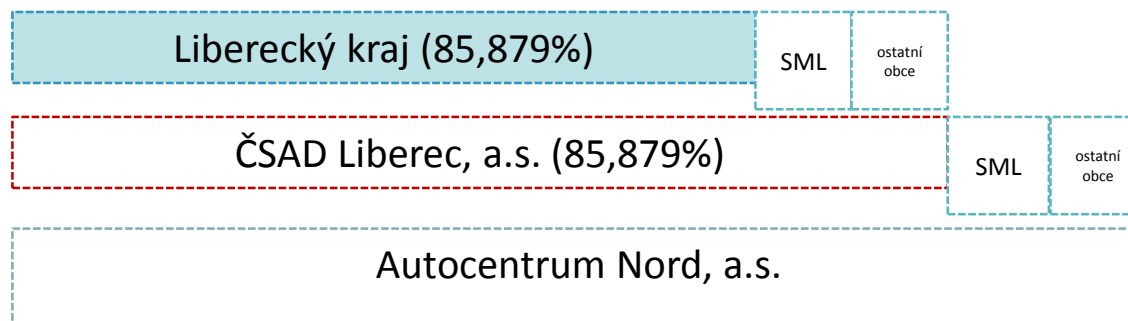 Liberecký kraj (85,879%)
SML
ostatní
obce
ČSAD Liberec, a.s. (85,879%)
SML
ostatní
obce
Autocentrum Nord, a.s.